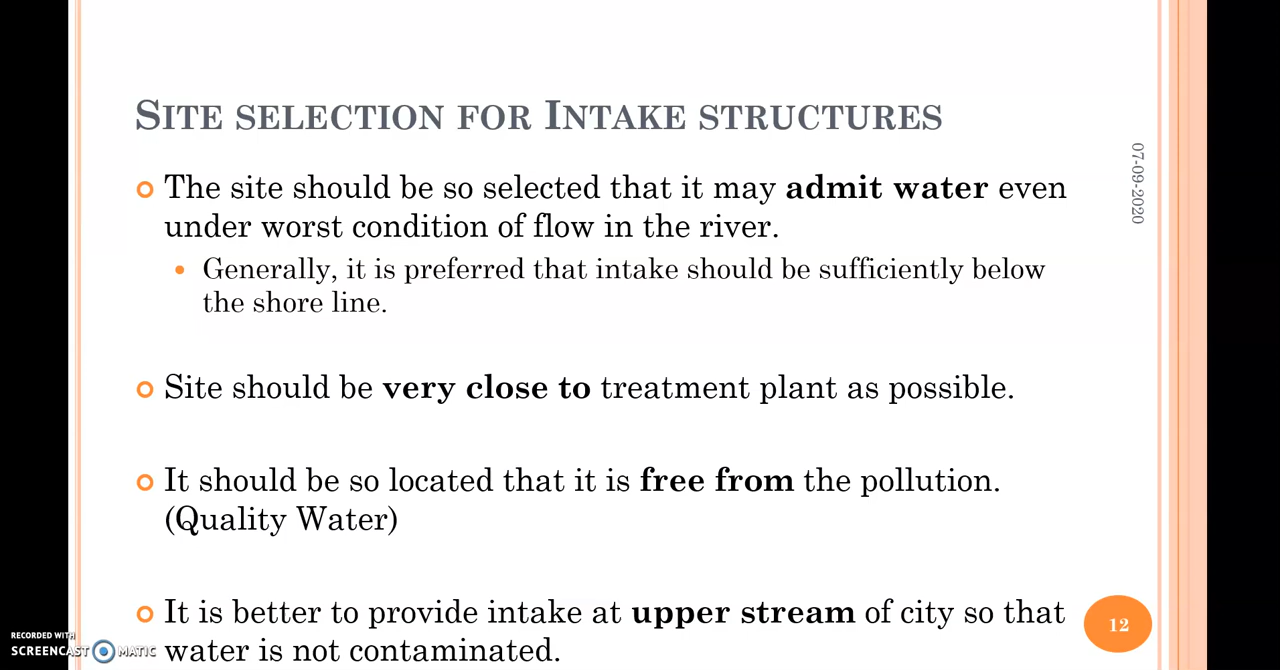 SITE SELECTION FOR INTAKE STRUCTURES
The site should be so selected that it may admit water even
under worst condition of flow in the river.
Generally, it is preferred that intake should be sufficiently below
the shore line.
Site should be very close to treatment plant as possible.
It should be so located that it is free from the pollution.
(Quality Water)
It is better to provide intake at upper stream of city so that
water is not contaminated.
07-09-2020
12
RECORDED WITH
SCREENCAST MATIC